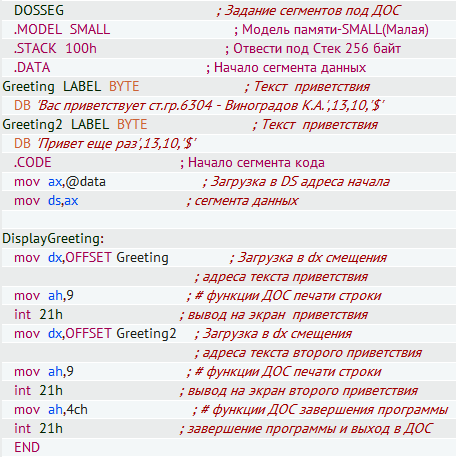 DOSSEG ; Задание сегментов под ДОС
.MODEL SMALL ; Модель памяти-SMALL(Малая)
.STACK 100h ; Отвести под Стек 256 байт
.DATA ; Начало сегмента данных
Greeting LABEL BYTE ; Текст приветствия
DB 'Вас приветствует ст.гр.6304 - Виноградов К.А.',13,10,'$'
Greeting2 LABEL BYTE ; Текст приветствия
DB 'Привет еще раз',13,10,'$'
.CODE ; Начало сегмента кода
mov ax,@data ; Загрузка в DS адреса начала
mov ds,ax ; сегмента данных
DisplayGreeting:
mov dx,OFFSET Greeting ; Загрузка в dx смещения
; адреса текста приветствия
mov ah,9 ; # функции ДОС печати строки
int 21h ; вывод на экран приветствия
mov dx,OFFSET Greeting2 ; Загрузка в dx смещения
; адреса текста второго приветствия
mov ah,9 ; # функции ДОС печати строки
int 21h ; вывод на экран второго приветствия
mov ah,4ch ; # функции ДОС завершения программы
int 21h ; завершение программы и выход в ДОС
END